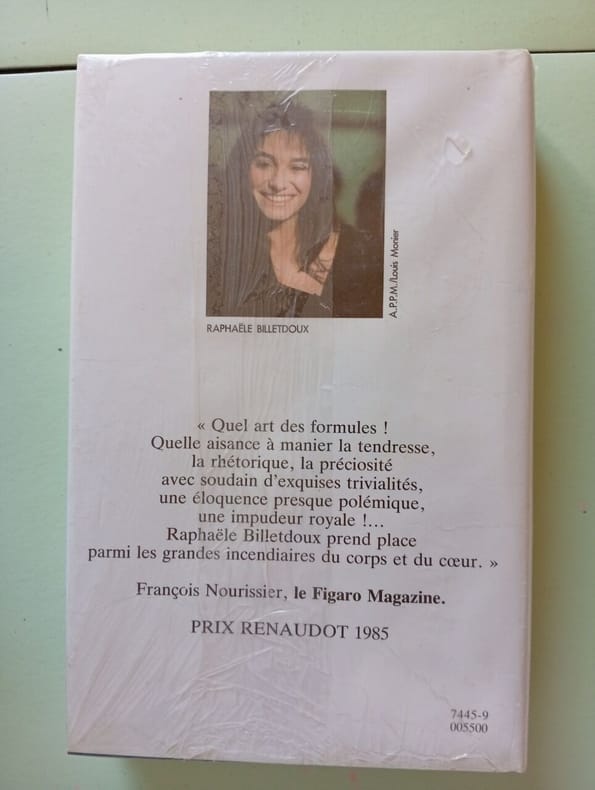 A.P.P.M./Louis Monier
RAPHAËLE BILLETDOUX
« Quel art des formules !
Quelle aisance à manier la tendresse,
la rhétorique, la préciosité
avec soudain d'exquises trivialités,
une éloquence presque polémique,
une impudeur royale !...
Raphaële Billetdoux prend place
parmi les grandes incendiaires du corps et du cœur. »
François Nourissier, le Figaro Magazine.
PRIX RENAUDOT 1985
7445-9
005500